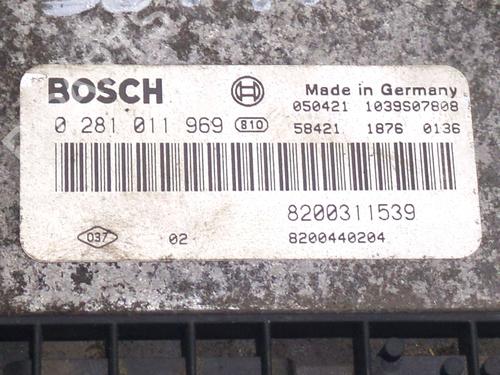 BOSCH
Made in Germany
050421 1039S07808
0 281 011 969 810
58421 1876 0136
8200311539
037 02 8200440204